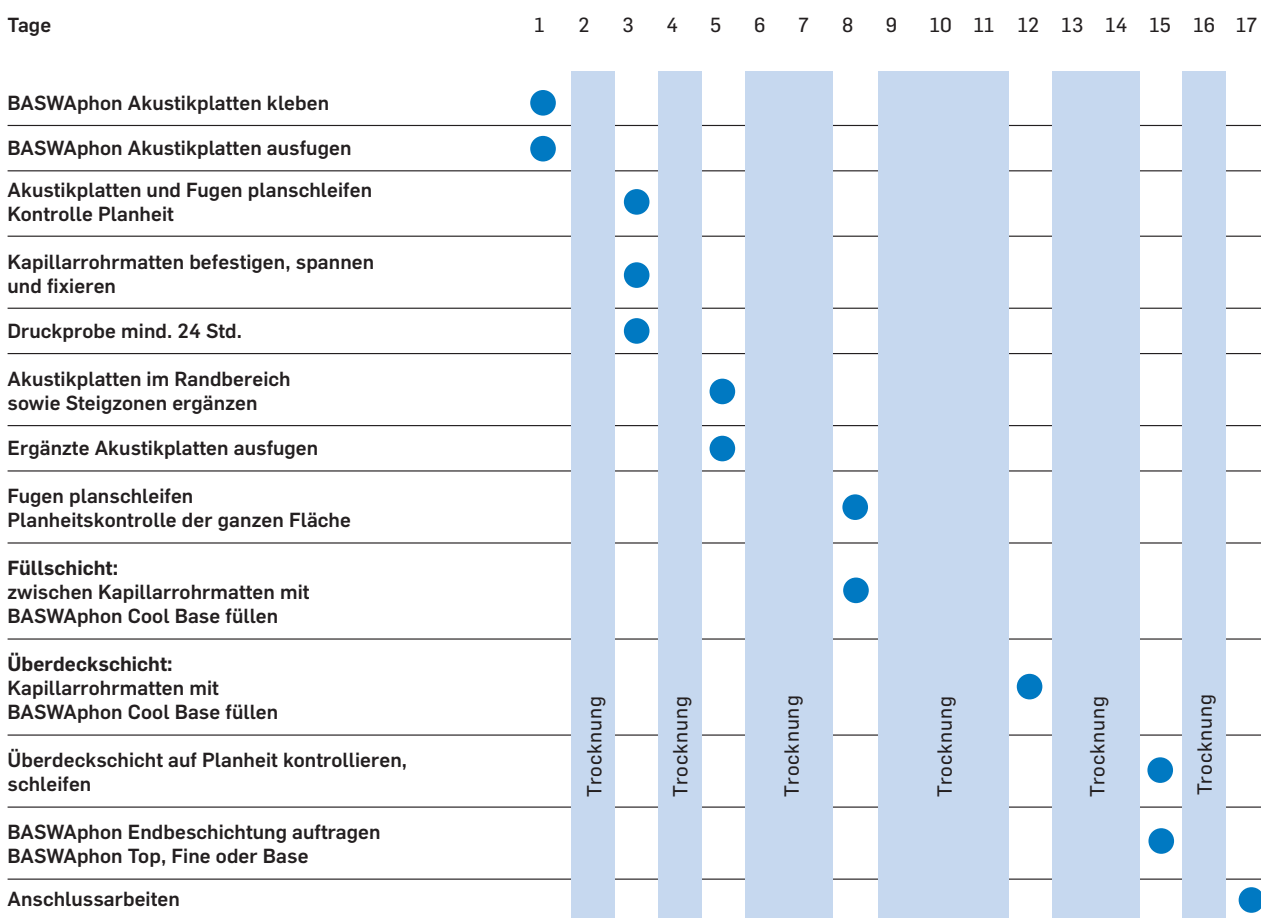 Tage 1 2 3 4 5 6 7 8 9 10 11 12 13 14 15 16 17
BASWAphon Akustikplatten kleben
BASWAphon Akustikplatten ausfugen
Akustikplatten und Fugen planschleifen
Kontrolle Planheit
Kapillarrohrmatten befestigen, spannen
und fixieren
Druckprobe mind. 24 Std.
Akustikplatten im Randbereich
sowie Steigzonen ergänzen
Ergänzte Akustikplatten ausfugen
Fugen planschleifen
Planheitskontrolle der ganzen Fläche
Füllschicht:
zwischen Kapillarrohrmatten mit
BASWAphon Cool Base füllen
Überdeckschicht:
Kapillarrohrmatten mit
BASWAphon Cool Base füllen
Überdeckschicht auf Planheit kontrollieren,
schleifen
BASWAphon Endbeschichtung auftragen
BASWAphon Top, Fine oder Base
Anschlussarbeiten
Trocknung
Trocknung
Trocknung
Trocknung
Trocknung
Trocknung